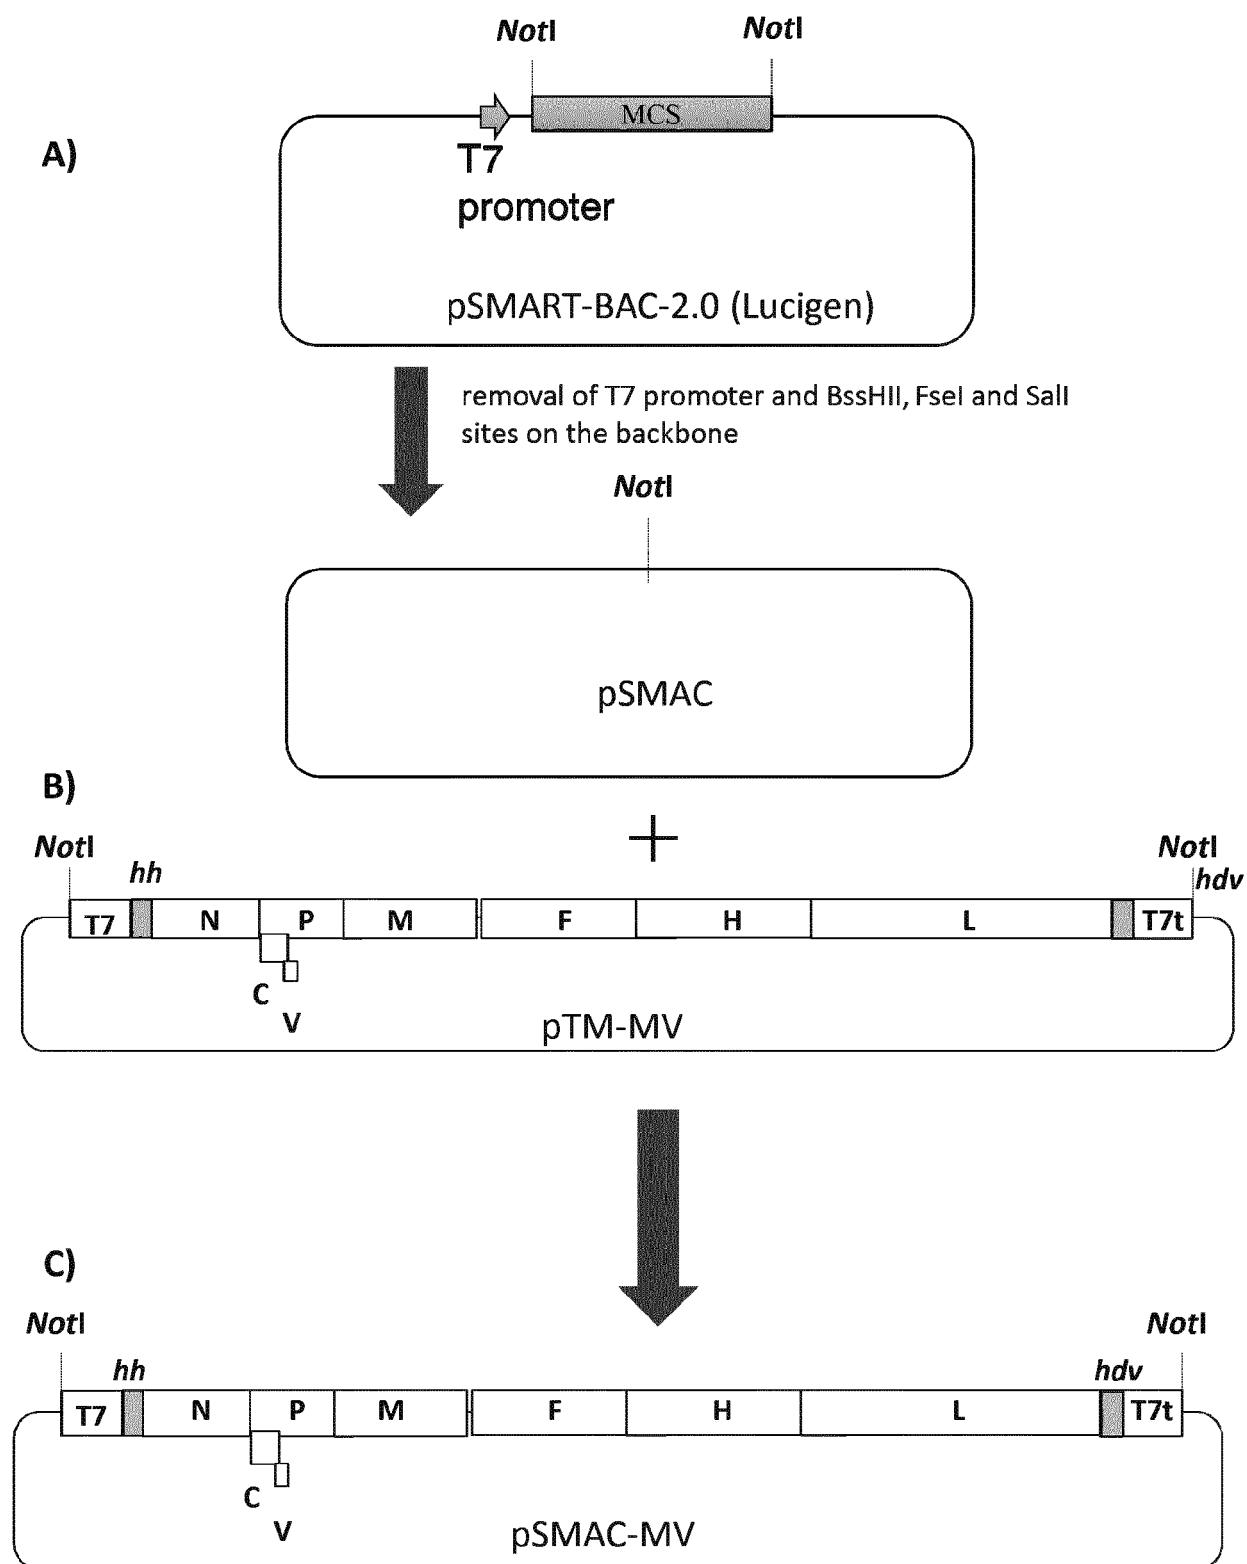 NotI
NotI
MCS
A)
T7
promoter
pSMART-BAC-2.0 (Lucigen)
removal of T7 promoter and BssHII, FseI and SalI
sites on the backbone
NotI
pSMAC
B)
+
NotI
hh
NotI
hdv
T7
N
P
M
F
H
L
T7t
C
V
pTM-MV
C)
NotI
NotI
hh
hdv
T7
N
P
M
F
H
L
T7t
C
V
pSMAC-MV